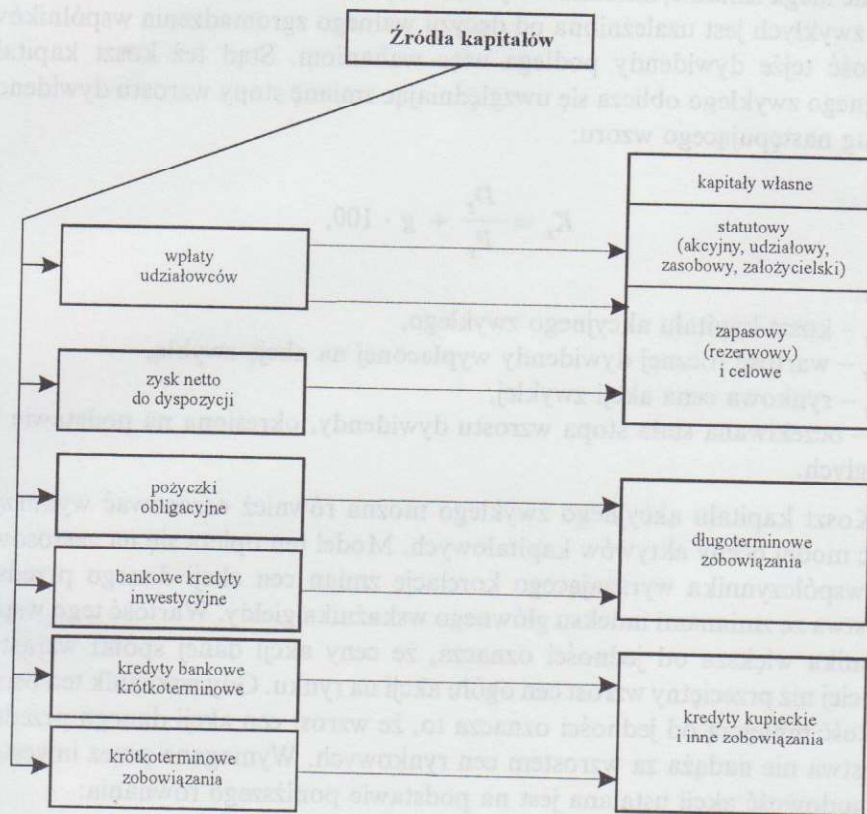 Źródła kapitałów
wpłaty
udziałowców
zysk netto
do dyspozycji
pożyczki
obligacyjne
bankowe kredyty
inwestycyjne
kredyty bankowe
krótkoterminowe
krótkoterminowe
zobowiązania
kapitały własne
statutowy
(akcyjny, udziałowy,
zasobowy, założycielski)
zapasowy
(rezerwowy)
i celowe
długoterminowe
zobowiązania
kredyty kupieckie
i inne zobowiązania